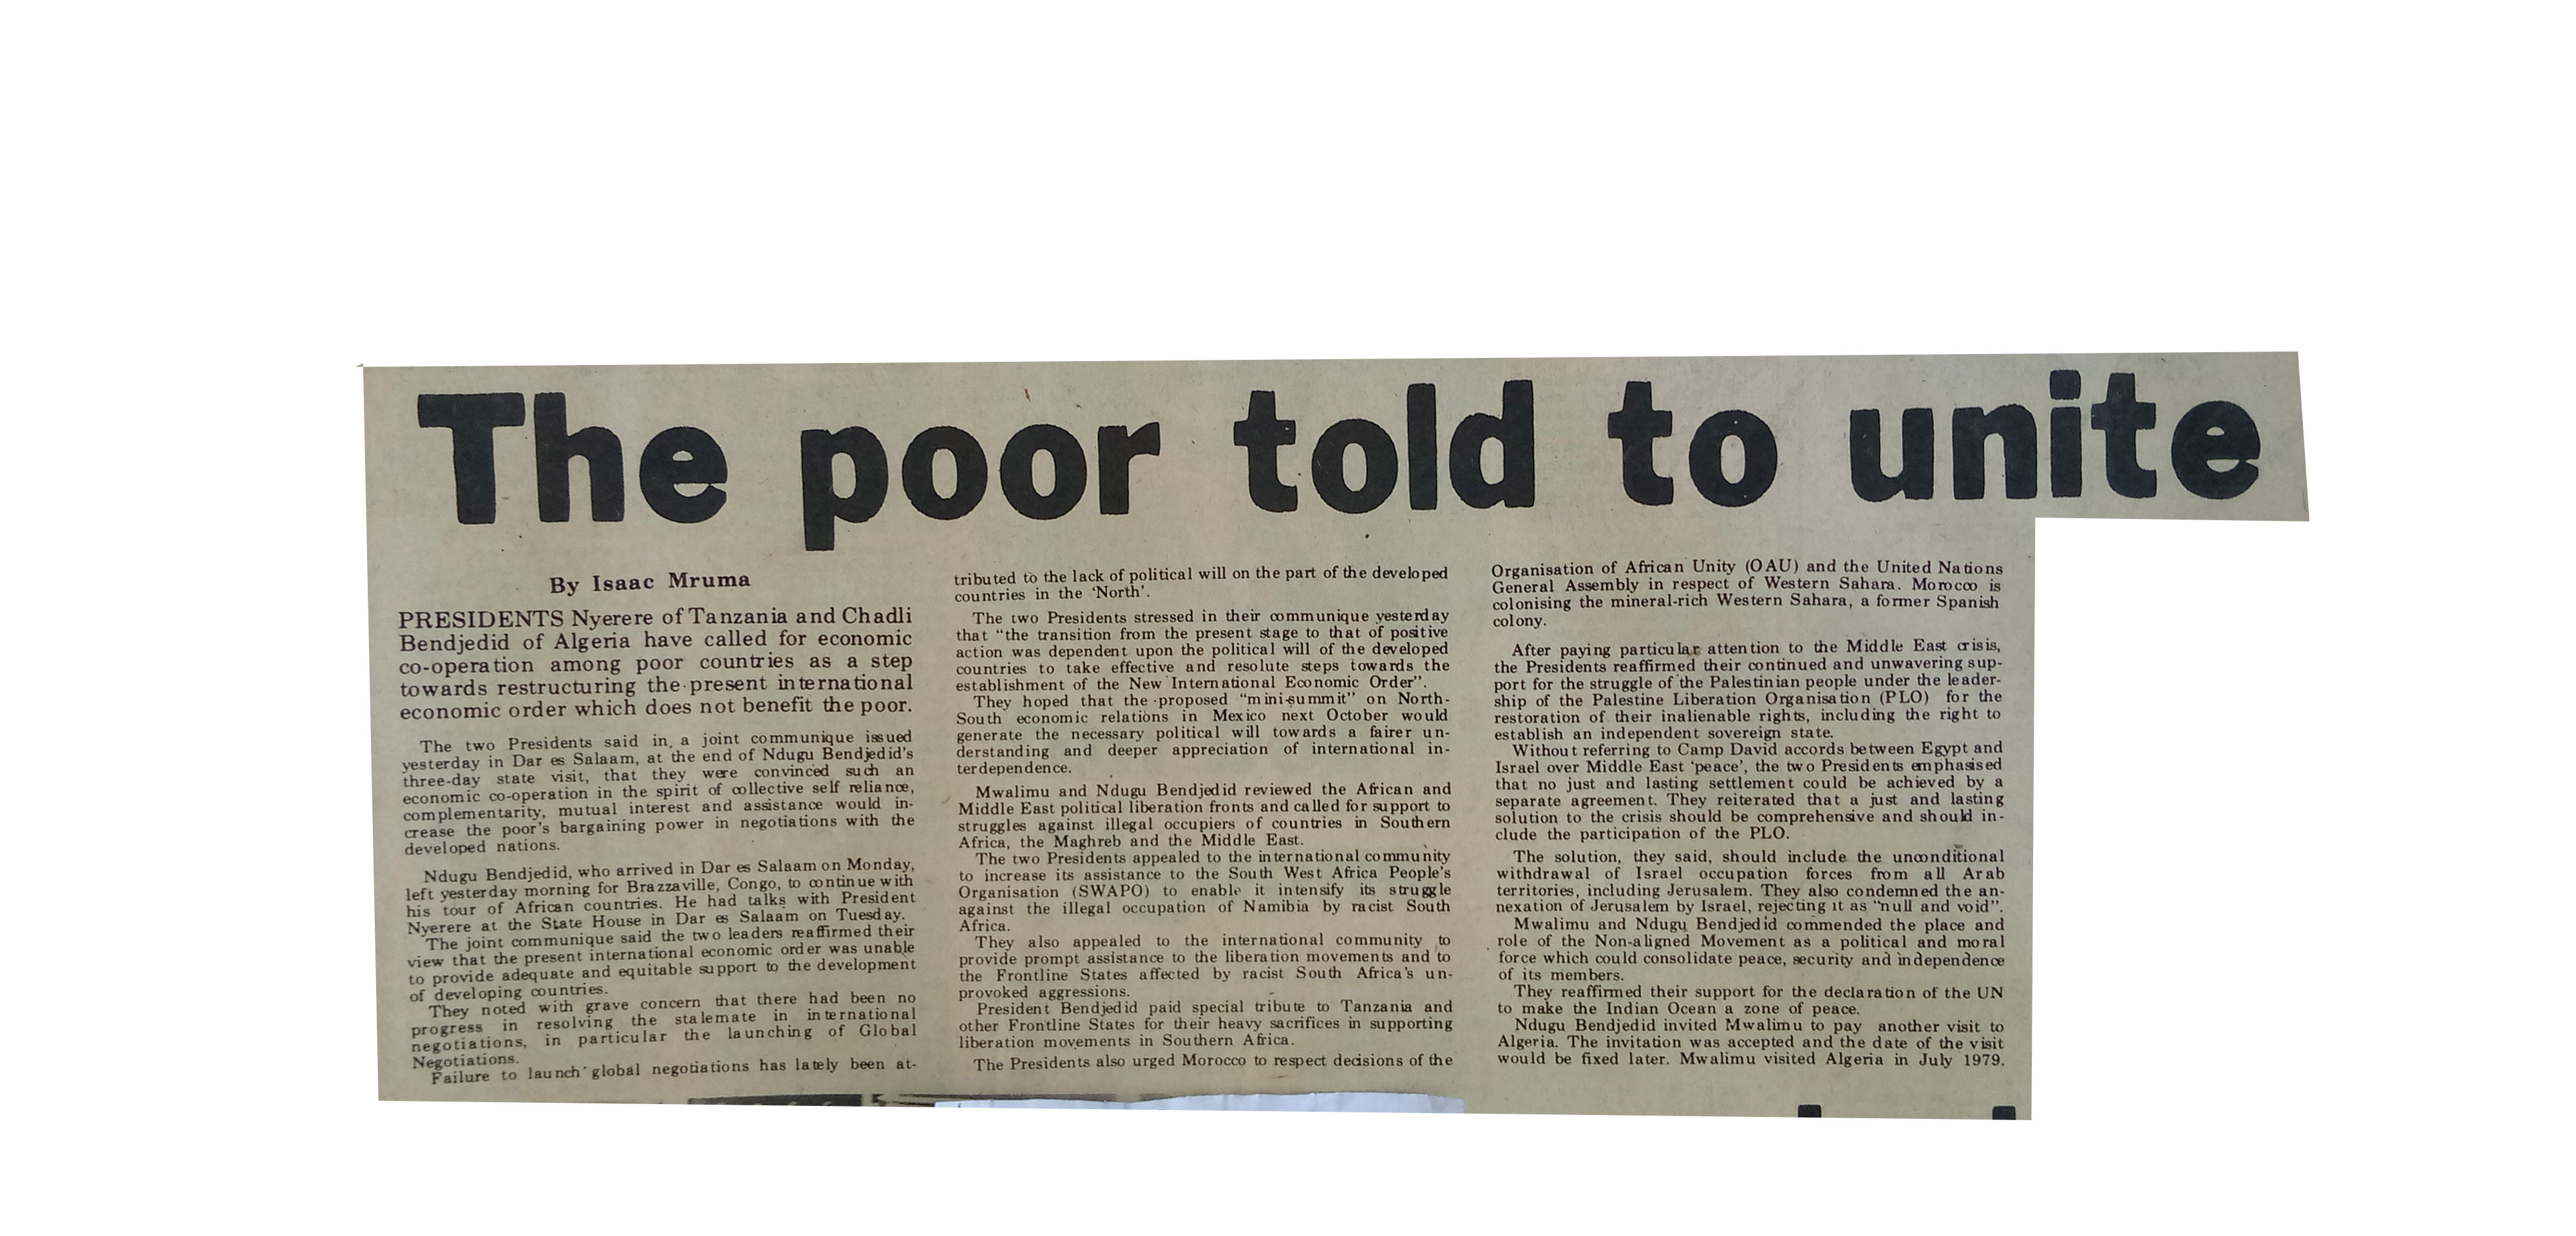 The poor told to unite
By Isaac Mruma
PRESIDENTS Nyerere of Tanzania and Chadli
Bendjedid of Algeria have called for economic
co-operation among poor countries as a step
towards restructuring the present international
economic order which does not benefit the poor.
The two Presidents said in, a joint communique issued
yesterday in Dar es Salaam, at the end of Ndugu Bendjedid's
three-day state visit, that they were convinced such an
economic co-operation in the spirit of collective self reliance,
complementarity, mutual interest and assistance would in-
crease the poor's bargaining power in negotiations with the
developed nations.
Ndugu Bendjedid, who arrived in Dar es Salaam on Monday,
left yesterday morning for Brazzaville, Congo, to continue with
his tour of African countries. He had talks with President
Nyerere at the State House in Dar es Salaam on Tuesday.
The joint communique said the two leaders reaffirmed their
view that the present international economic order was unable
to provide adequate and equitable support to the development
of developing countries.
They noted with grave concern that there had been no
progress in resolving the stalemate in international
negotiations, in particular the launching of Global
Negotiations.
Failure to launch global negotiations has lately been at-
tributed to the lack of political will on the part of the developed
countries in the 'North'.
The two Presidents stressed in their communique yesterday
that "the transition from the present stage to that of positive
action was dependent upon the political will of the developed
countries to take effective and resolute steps towards the
establishment of the New International Economic Order".
They hoped that the proposed "mini-summit" on North-
South economic relations in Mexico next October would
generate the necessary political will towards a fairer un-
derstanding and deeper appreciation of international in-
terdependence.
Mwalimu and Ndugu Bendjedid reviewed the African and
Middle East political liberation fronts and called for support to
struggles against illegal occupiers of countries in Southern
Africa, the Maghreb and the Middle East.
The two Presidents appealed to the international community
to increase its assistance to the South West Africa People's
Organisation (SWAPO) to enable it intensify its struggle
against the illegal occupation of Namibia by racist South
Africa.
They also appealed to the international community to
provide prompt assistance to the liberation movements and to
the Frontline States affected by racist South Africa's un-
provoked aggressions.
President Bendjedid paid special tribute to Tanzania and
other Frontline States for their heavy sacrifices in supporting
liberation movements in Southern Africa.
The Presidents also urged Morocco to respect decisions of the
Organisation of African Unity (OAU) and the United Nations
General Assembly in respect of Western Sahara. Morocco is
colonising the mineral-rich Western Sahara, a former Spanish
colony.
After paying particular attention to the Middle East crisis,
the Presidents reaffirmed their continued and unwavering sup-
port for the struggle of the Palestinian people under the leader-
ship of the Palestine Liberation Organisation (PLO) for the
restoration of their inalienable rights, including the right to
establish an independent sovereign state.
Without referring to Camp David accords between Egypt and
Israel over Middle East 'peace', the two Presidents emphasised
that no just and lasting settlement could be achieved by a
separate agreement. They reiterated that a just and lasting
solution to the crisis should be comprehensive and should in-
clude the participation of the PLO.
The solution, they said, should include the unconditional
withdrawal of Israel occupation forces from all Arab
territories, including Jerusalem. They also condemned the an-
nexation of Jerusalem by Israel, rejecting it as "null and void".
Mwalimu and Ndugu Bendjedid commended the place and
role of the Non-aligned Movement as a political and moral
force which could consolidate peace, security and independence
of its members.
They reaffirmed their support for the declaration of the UN
to make the Indian Ocean a zone of peace.
Ndugu Bendjedid invited Mwalimu to pay another visit to
Algeria. The invitation was accepted and the date of the visit
would be fixed later. Mwalimu visited Algeria in July 1979.